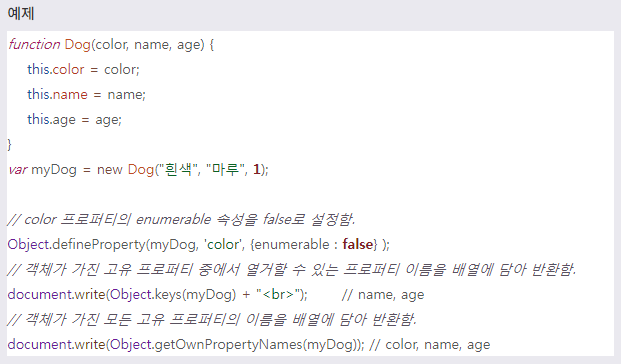 예제
function Dog(color, name, age) {
this.color = color;
this.name = name;
this.age = age;
}
var myDog = new Dog("흰색", "마루", 1);
// color 프로퍼티의 enumerable 속성을 false로 설정함.
Object.defineProperty(myDog, 'color', {enumerable : false} );
// 객체가 가진 고유 프로퍼티 중에서 열거할 수 있는 프로퍼티 이름을 배열에 담아 반환함.
document.write(Object.keys(myDog) + "<br>"); // name, age
// 객체가 가진 모든 고유 프로퍼티의 이름을 배열에 담아 반환함.
document.write(Object.getOwnPropertyNames(myDog)); // color, name, age